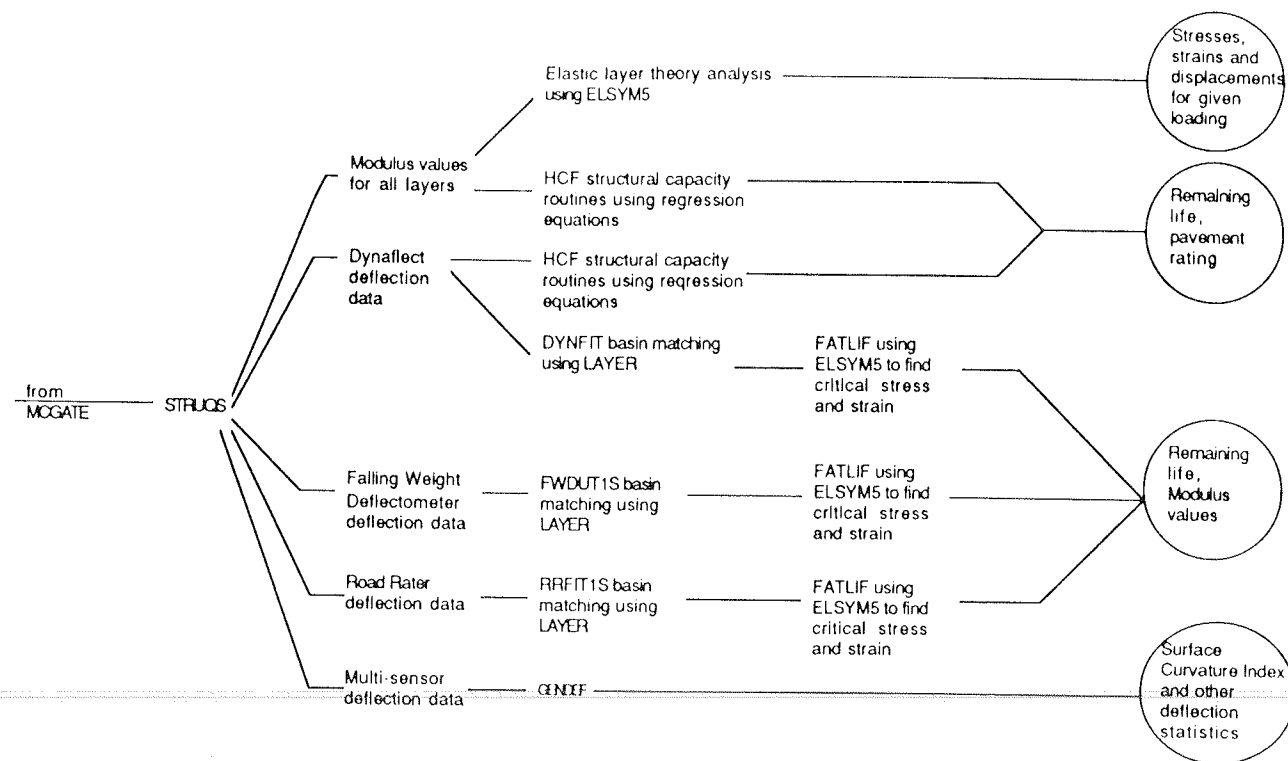 from
MCGATE
STRUQS
Modulus values
for all layers
Elastic layer theory analysis
using ELSYM5
Stresses,
strains and
displacements
for given
loading
HCF structural capacity
routines using regression
equations
Remaining
life,
pavement
rating
Dynaflect
deflection
data
HCF structural capacity
routines using regression
equations
DYNFIT basin matching
using LAYER
FATLIF using
ELSYM5 to find
critical stress
and strain
Falling Weight
Deflectometer
deflection data
FWDUT1S basin
matching using
LAYER
FATLIF using
ELSYM5 to find
critical stress
and strain
Remaining
life,
Modulus
values
Road Rater
deflection data
RRFIT1S basin
matching using
LAYER
FATLIF using
ELSYM5 to find
critical stress
and strain
Multi-sensor
deflection data
GENDEF
Surface
Curvature Index
and other
deflection
statistics